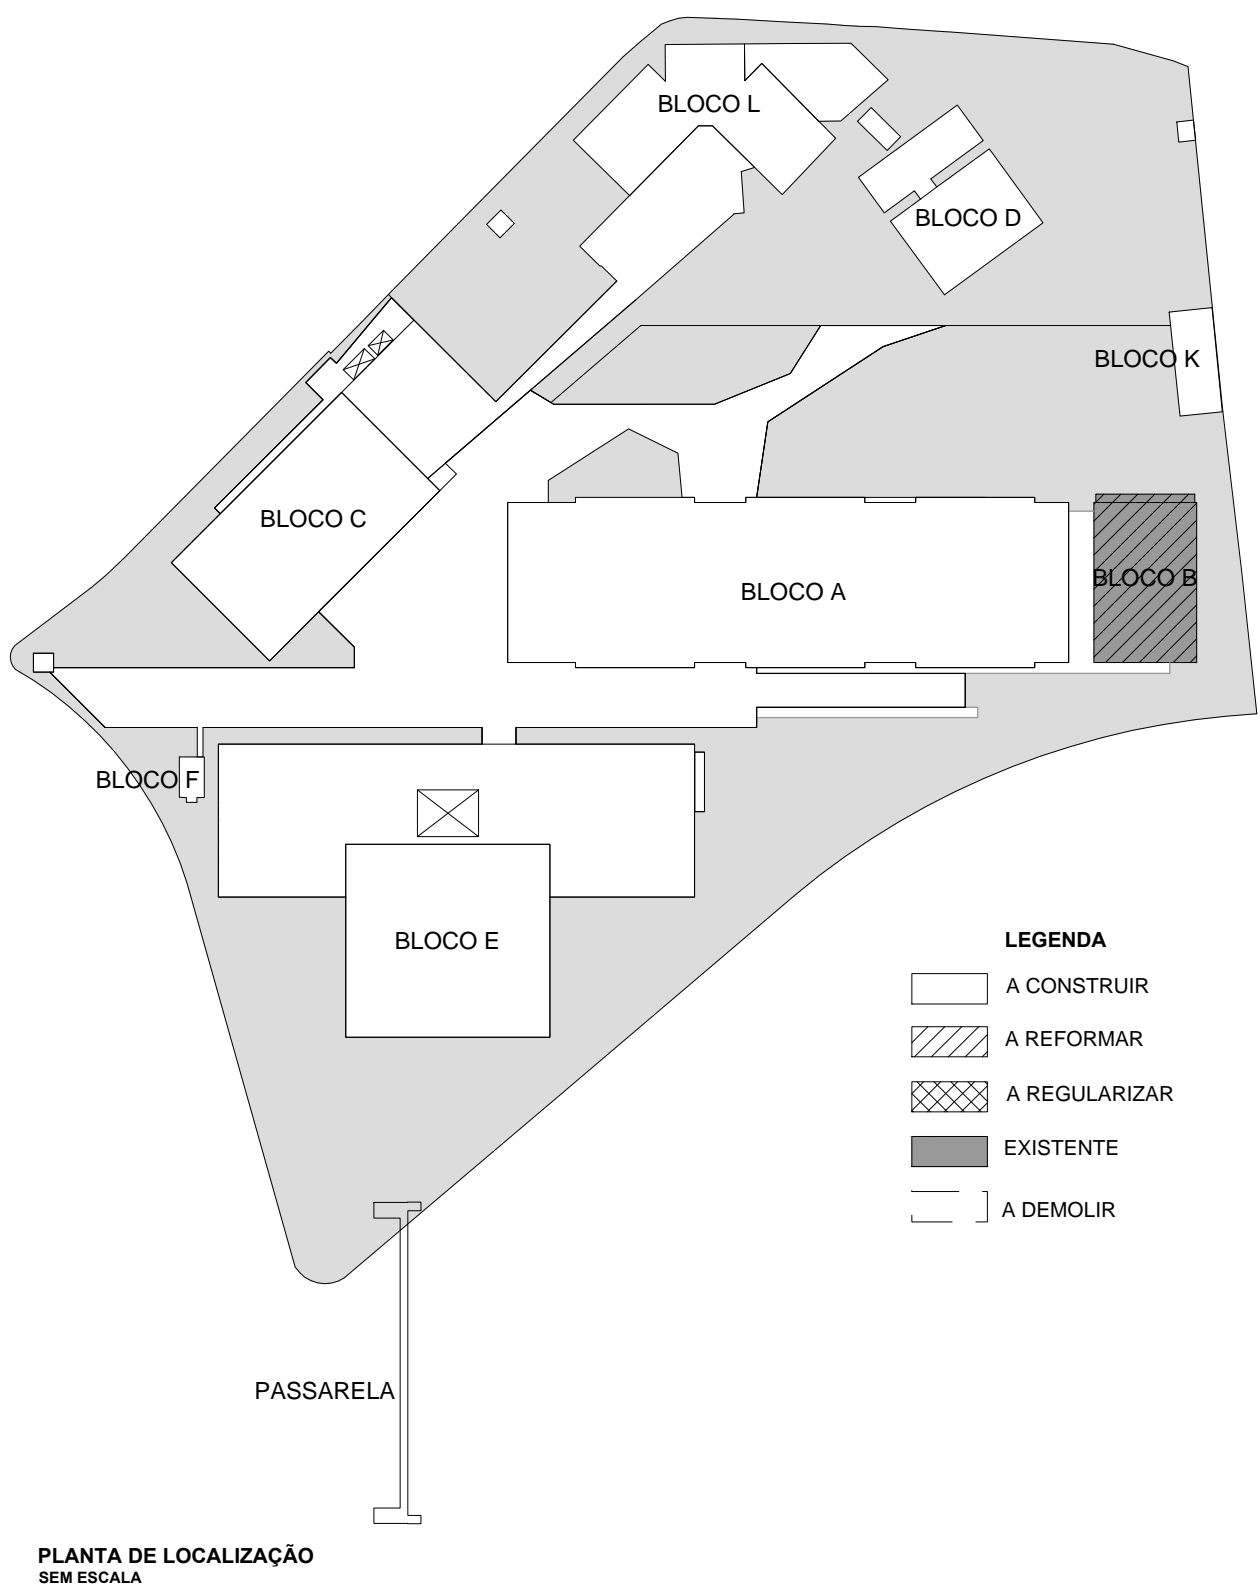 BLOCO L
BLOCO D
BLOCO K
BLOCO C
BLOCO B
BLOCO A
BLOCO F
BLOCO E
LEGENDA
A CONSTRUIR
A REFORMAR
A REGULARIZAR
EXISTENTE
A DEMOLIR
PASSARELA
PLANTA DE LOCALIZAÇÃO
SEM ESCALA